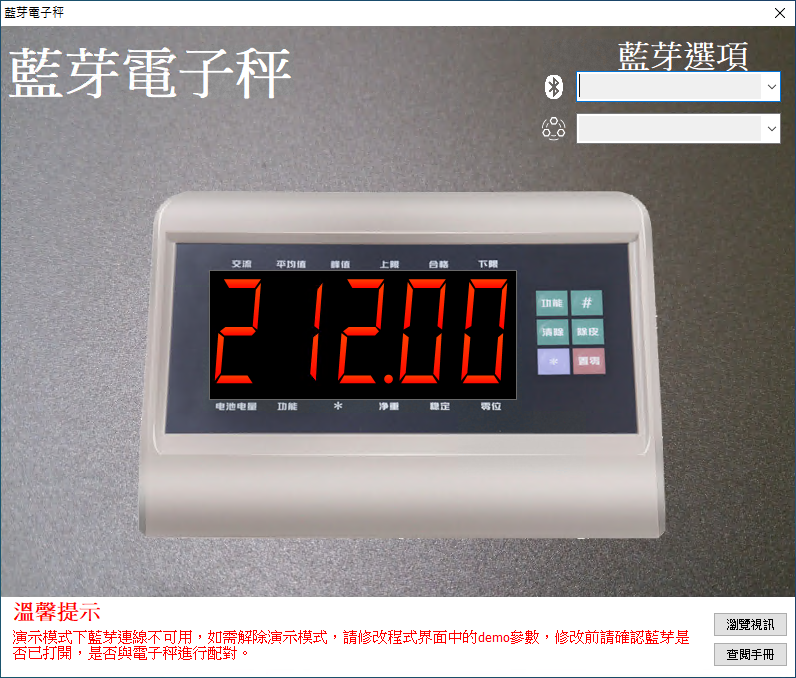 藍芽電子秤
藍芽電子秤
藍芽選項
交流 平均值 峰值 上限 合格 下限
212.00
功能 #
清除 除皮
* 置零
电池电量 功能 * 净重 稳定 零位
溫馨提示
演示模式下藍芽連線不可用，如需解除演示模式，請修改程式界面中的demo參數，修改前請確認藍芽是
否已打開，是否與電子秤進行配對。
瀏覽視訊
查閱手冊